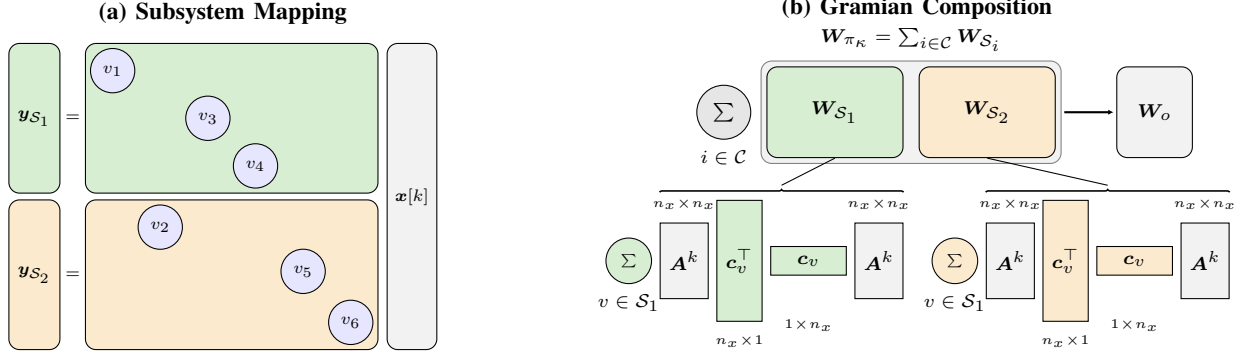 (a) Subsystem Mapping
y_{S_1} =
v_1
v_3
v_4
y_{S_2} =
v_2
v_5
v_6
x[k]
(b) Gramian Composition
W_{π_κ} = ∑_{i∈C} W_{S_i}
∑
i ∈ C
W_{S_1}
W_{S_2}
W_o
n_x × n_x
n_x × n_x
n_x × n_x
n_x × n_x
∑ A^k c_v^⊤ c_v A^k
∑ A^k c_v^⊤ c_v A^k
v ∈ S_1
v ∈ S_1
1 × n_x
1 × n_x
n_x × 1
n_x × 1